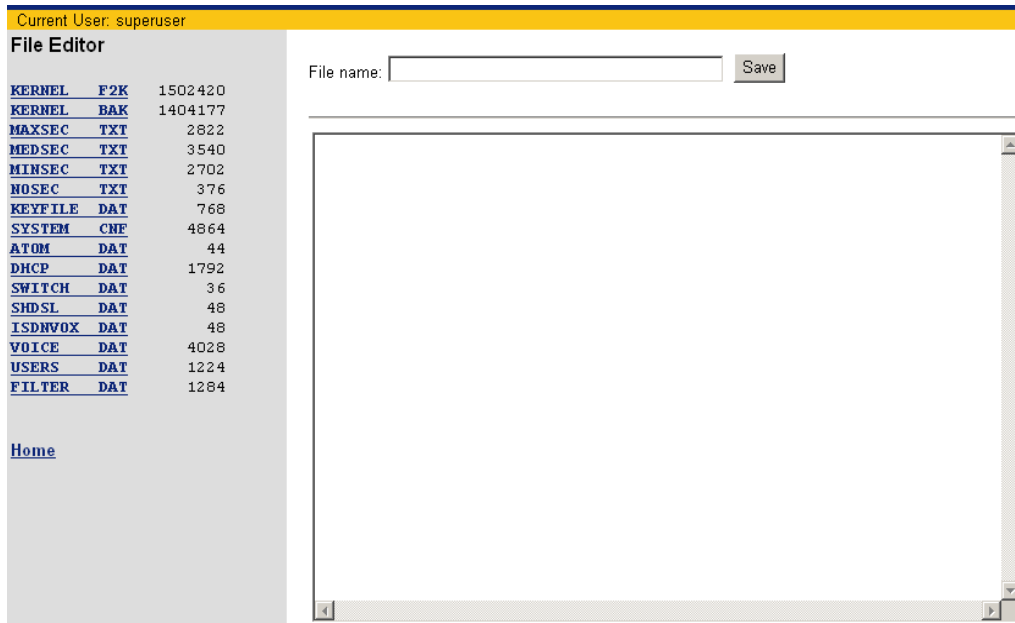 Current User: superuser
File Editor
File name: Save
KERNEL F2K 1502420
KERNEL BAK 1404177
MAXSEC TXT 2822
MEDSEC TXT 3540
MINSEC TXT 2702
NOSEC TXT 376
KEYFILE DAT 768
SYSTEM CNF 4864
ATOM DAT 44
DHCP DAT 1792
SWITCH DAT 36
SHDSL DAT 48
ISDNVOX DAT 48
VOICE DAT 4028
USERS DAT 1224
FILTER DAT 1284
Home